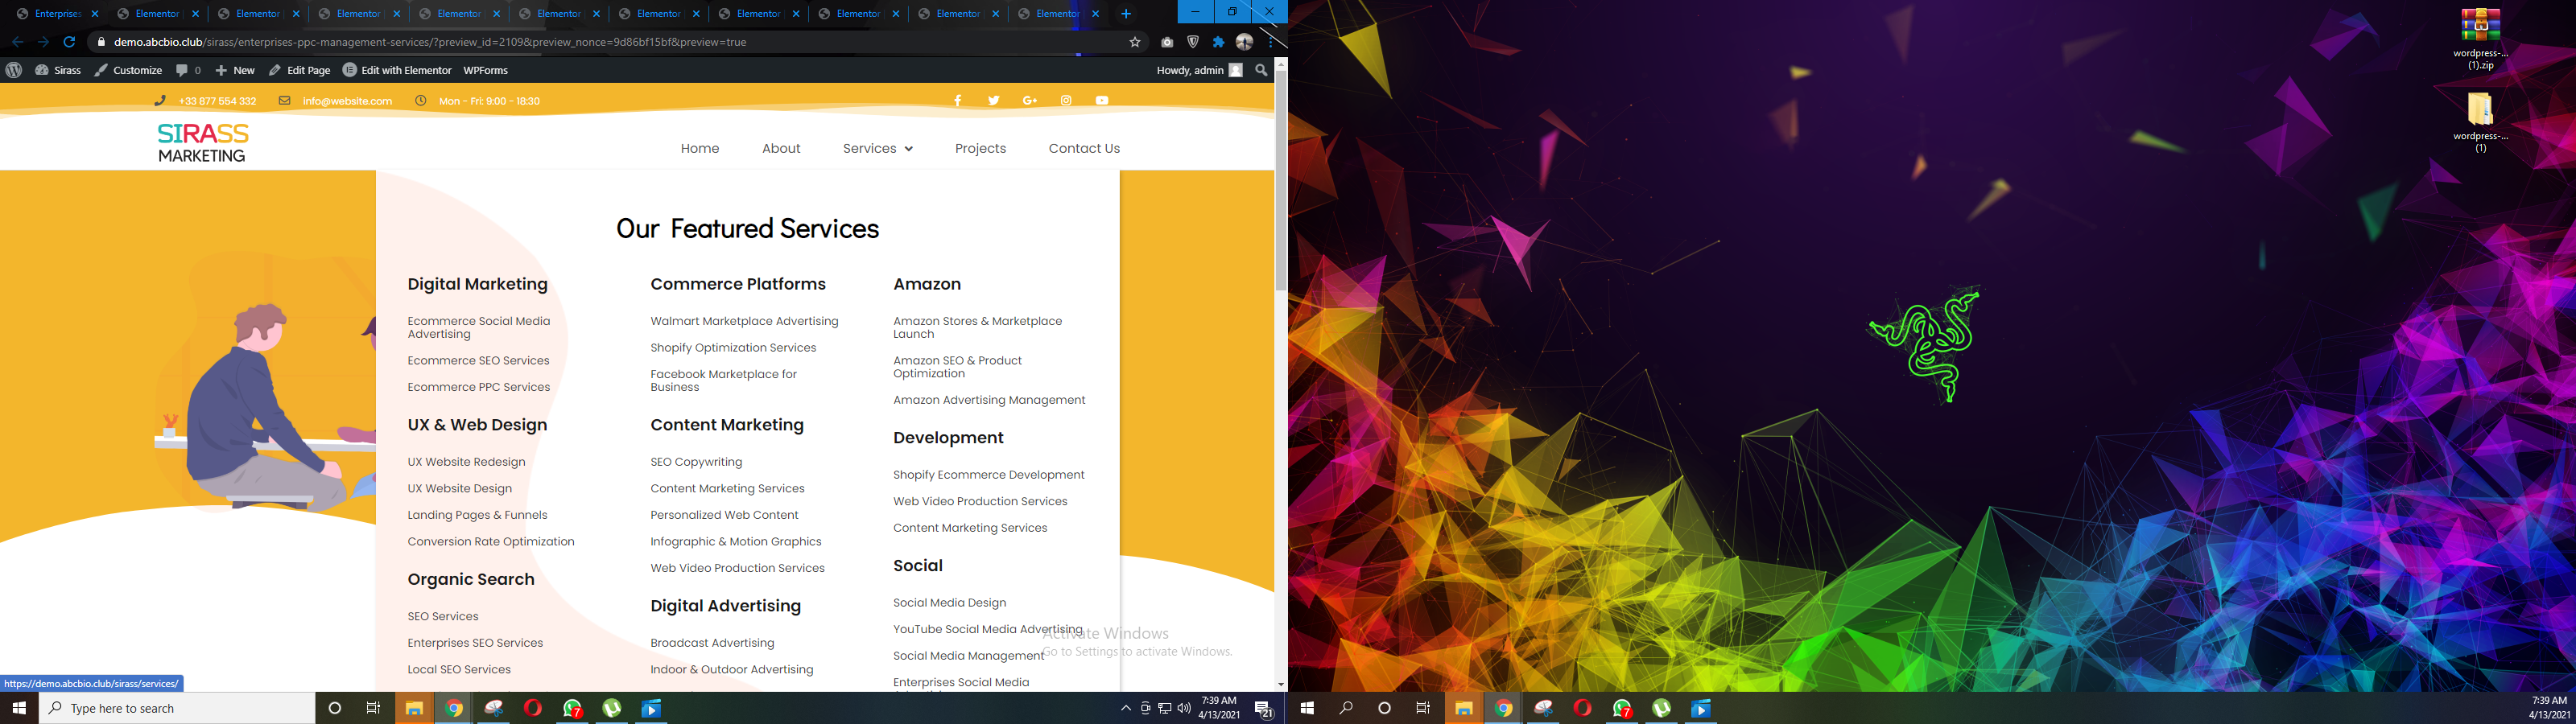 Enterprises
Elementor
Elementor
Elementor
Elementor
Elementor
Elementor
Elementor
Elementor
Elementor
Elementor
demo.abcbio.club/sirass/enterprises-ppc-management-services/?preview_id=2109&preview_nonce=9d86bf15bf&preview=true
Sirass
Customize
0
New
Edit Page
Edit with Elementor
WPForms
Howdy, admin
+33 877 554 332
info@website.com
Mon - Fri: 9:00 - 18:30
SIRASS
MARKETING
Home
About
Services
Projects
Contact Us
Our Featured Services
Digital Marketing
Ecommerce Social Media
Advertising
Ecommerce SEO Services
Ecommerce PPC Services
UX & Web Design
UX Website Redesign
UX Website Design
Landing Pages & Funnels
Conversion Rate Optimization
Organic Search
SEO Services
Enterprises SEO Services
Local SEO Services
Commerce Platforms
Walmart Marketplace Advertising
Shopify Optimization Services
Facebook Marketplace for
Business
Content Marketing
SEO Copywriting
Content Marketing Services
Personalized Web Content
Infographic & Motion Graphics
Web Video Production Services
Digital Advertising
Broadcast Advertising
Indoor & Outdoor Advertising
Amazon
Amazon Stores & Marketplace
Launch
Amazon SEO & Product
Optimization
Amazon Advertising Management
Development
Shopify Ecommerce Development
Web Video Production Services
Content Marketing Services
Social
Social Media Design
YouTube Social Media Advertising
Social Media Management
Enterprises Social Media
Activate Windows
Go to Settings to activate Windows.
https://demo.abcbio.club/sirass/services/
Type here to search
7
7:39 AM
4/13/2021
21
wordpress-...
(1).zip
wordpress-...
(1)
7
7:39 AM
4/13/2021